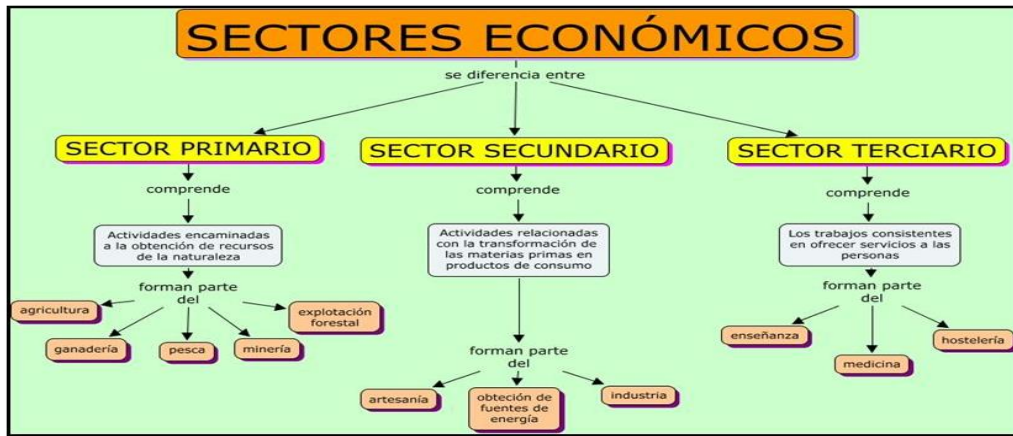 SECTORES ECONÓMICOS
se diferencia entre
SECTOR PRIMARIO
SECTOR SECUNDARIO
SECTOR TERCIARIO
comprende
comprende
comprende
Actividades encaminadas
a la obtención de recursos
de la naturaleza
Actividades relacionadas
con la transformación de
las materias primas en
productos de consumo
Los trabajos consistentes
en ofrecer servicios a las
personas
forman parte
del
agricultura
ganadería
pesca
minería
explotación
forestal
forman parte
del
artesanía
obteción de
fuentes de
energía
industria
forman parte
del
enseñanza
medicina
hostelería